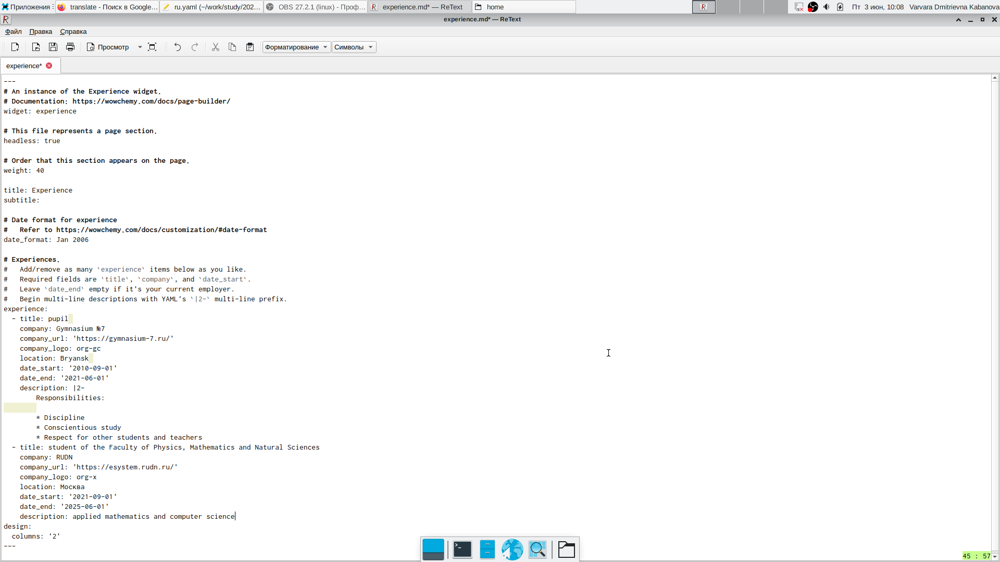 Приложения
translate - Поиск в Google...
ru.yaml (~/work/study/202...
OBS 27.2.1 (linux) - Проф...
experience.md* — ReText
home
Пт 3 июн, 10:08
Varvara Dmitrievna Kabanova
experience.md* — ReText
Файл Правка Справка
Просмотр Форматирование Символы
experience*
---
# An instance of the Experience widget.
# Documentation: https://wowchemy.com/docs/page-builder/
widget: experience
# This file represents a page section.
headless: true
# Order that this section appears on the page.
weight: 40
title: Experience
subtitle:
# Date format for experience
#   Refer to https://wowchemy.com/docs/customization/#date-format
date_format: Jan 2006
# Experiences.
#   Add/remove as many `experience` items below as you like.
#   Required fields are `title`, `company`, and `date_start`.
#   Leave `date_end` empty if it's your current employer.
#   Begin multi-line descriptions with YAML's `|2-` multi-line prefix.
experience:
  - title: pupil
    company: Gymnasium №7
    company_url: 'https://gymnasium-7.ru/'
    company_logo: org-gc
    location: Bryansk
    date_start: '2010-09-01'
    date_end: '2021-06-01'
    description: |2-
        Responsibilities:
        * Discipline
        * Conscientious study
        * Respect for other students and teachers
  - title: student of the Faculty of Physics, Mathematics and Natural Sciences
    company: RUDN
    company_url: 'https://esystem.rudn.ru/'
    company_logo: org-x
    location: Москва
    date_start: '2021-09-01'
    date_end: '2025-06-01'
    description: applied mathematics and computer science
design:
  columns: '2'
---
45 : 57